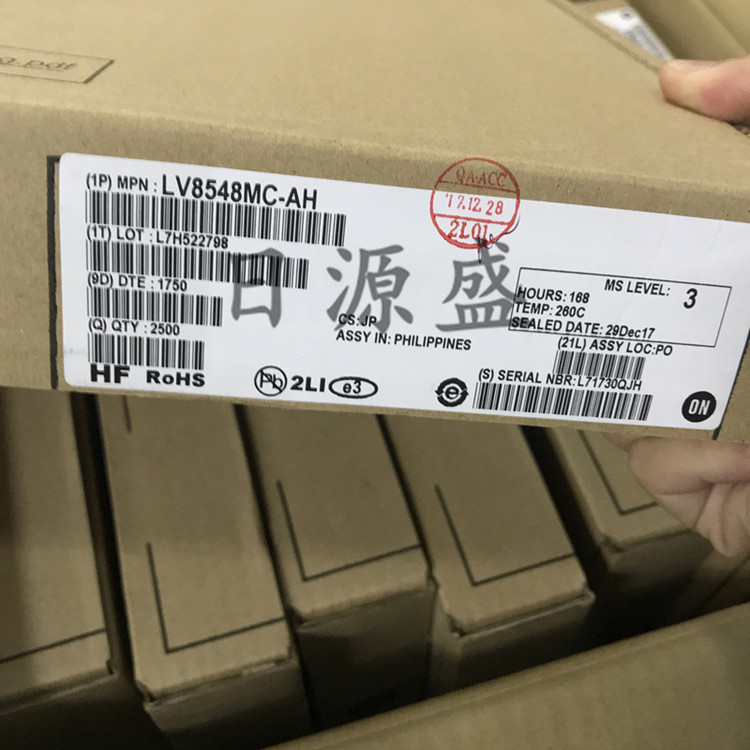 (1P) MPN : LV8548MC-AH
(1T) LOT : L7H522798
(9D) DTE : 1750
(Q) QTY : 2500
HF RoHS
Pb 2LI e3
QA-ACC
'17.12.28
2L01
日源盛
CS: JP
ASSY IN: PHILIPPINES
MS LEVEL: 3
HOURS: 168
TEMP: 260C
SEALED DATE: 29Dec17
(21L) ASSY LOC:PO
(S) SERIAL NBR: L71730QJH
e
ON